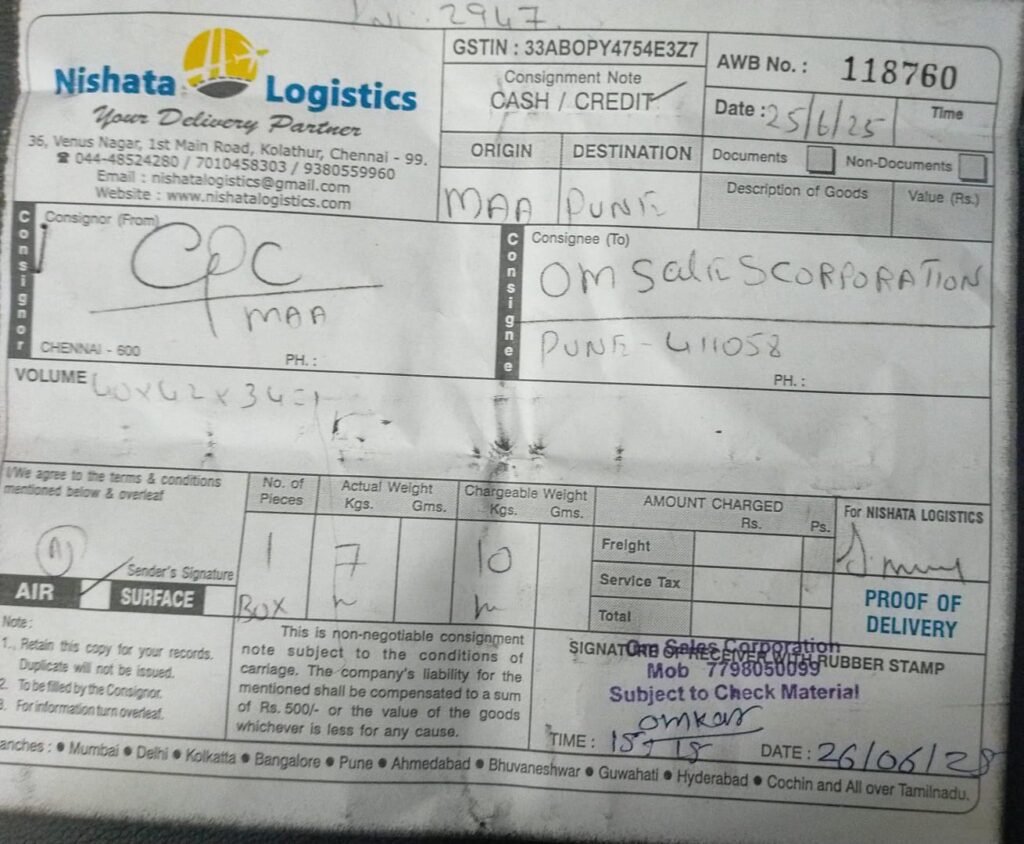 2947
Nishata Logistics
Your Delivery Partner
36, Venus Nagar, 1st Main Road, Kolathur, Chennai - 99.
☎ 044-48524280 / 7010458303 / 9380559960
Email : nishatalogistics@gmail.com
Website : www.nishatalogistics.com
GSTIN : 33ABOPY4754E3Z7
Consignment Note
CASH / CREDIT
AWB No. : 118760
Date : 25/6/25 Time
ORIGIN DESTINATION
MAA PUNE
Documents Non-Documents
Description of Goods Value (Rs.)
Consignor
Consignor (From)
CPC
MAA
CHENNAI - 600 PH. :
Consignee
Consignee (To)
OM SaleS CORPORATION
PUNE - 411058
PH. :
VOLUME 40x42x34=1
I/We agree to the terms & conditions
mentioned below & overleaf
Sender's Signature
AIR SURFACE
No. of Pieces Actual Weight Kgs. Gms. Chargeable Weight Kgs. Gms.
1 7 10
BOX
AMOUNT CHARGED
Rs. Ps.
Freight
Service Tax
Total
For NISHATA LOGISTICS
PROOF OF
DELIVERY
Note :
1., Retain this copy for your records.
Duplicate will not be issued.
2. To be filled by the Consignor.
3. For information turn overleaf.
This is non-negotiable consignment
note subject to the conditions of
carriage. The company's liability for the
mentioned shall be compensated to a sum
of Rs. 500/- or the value of the goods
whichever is less for any cause.
SIGNATURE OF RECEIVER WITH RUBBER STAMP
Om Sales Corporation
Mob 7798050099
Subject to Check Material
omkar
TIME : DATE : 26/06/25
anches : ● Mumbai ● Delhi ● Kolkatta ● Bangalore ● Pune ● Ahmedabad ● Bhuvaneshwar ● Guwahati ● Hyderabad ● Cochin and All over Tamilnadu.